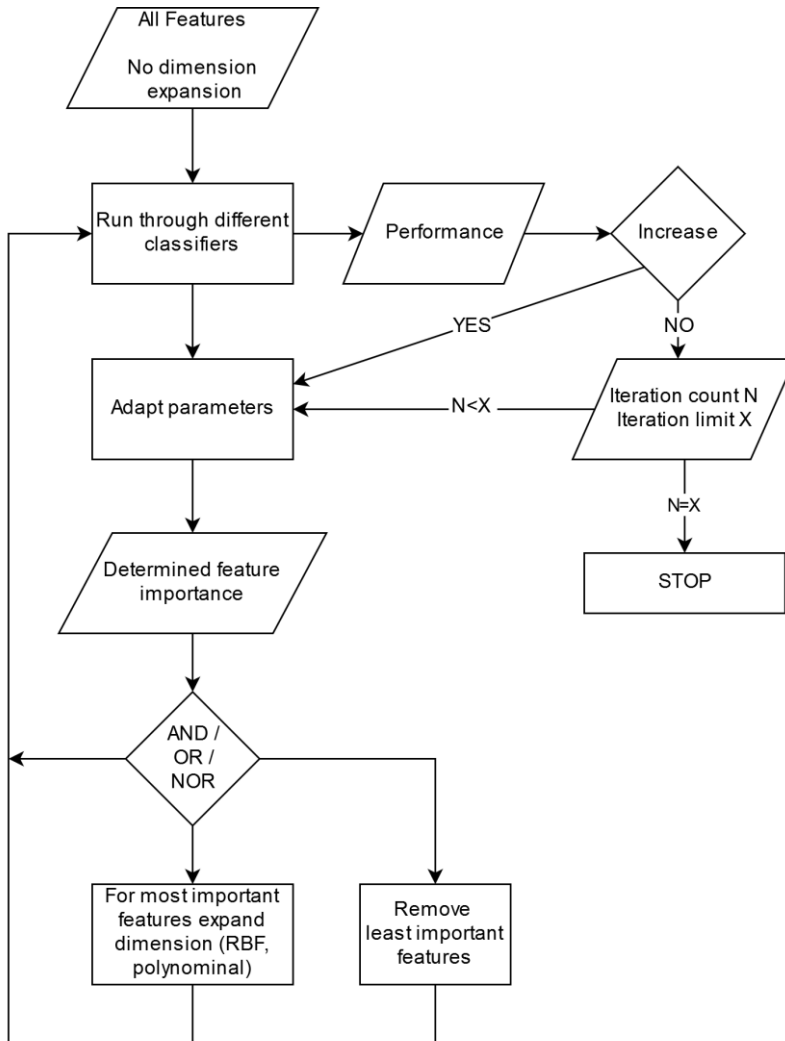 All Features
No dimension
expansion
Run through different
classifiers
Performance
Increase
YES
NO
Adapt parameters
N<X
Iteration count N
Iteration limit X
N=X
STOP
Determined feature
importance
AND /
OR /
NOR
For most important
features expand
dimension (RBF,
polynominal)
Remove
least important
features